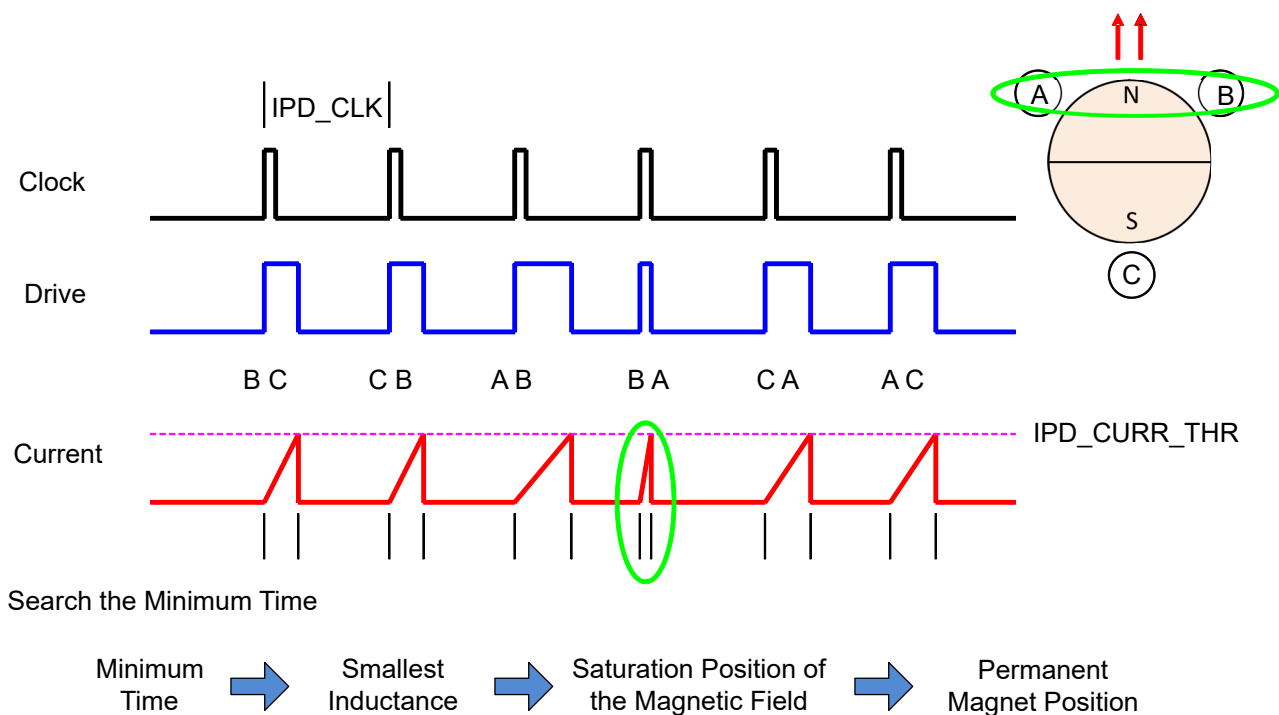 IPD_CLK
A
N
B
Clock
S
C
Drive
B C
C B
A B
B A
C A
A C
IPD_CURR_THR
Current
Search the Minimum Time
Minimum
Time
Smallest
Inductance
Saturation Position of
the Magnetic Field
Permanent
Magnet Position